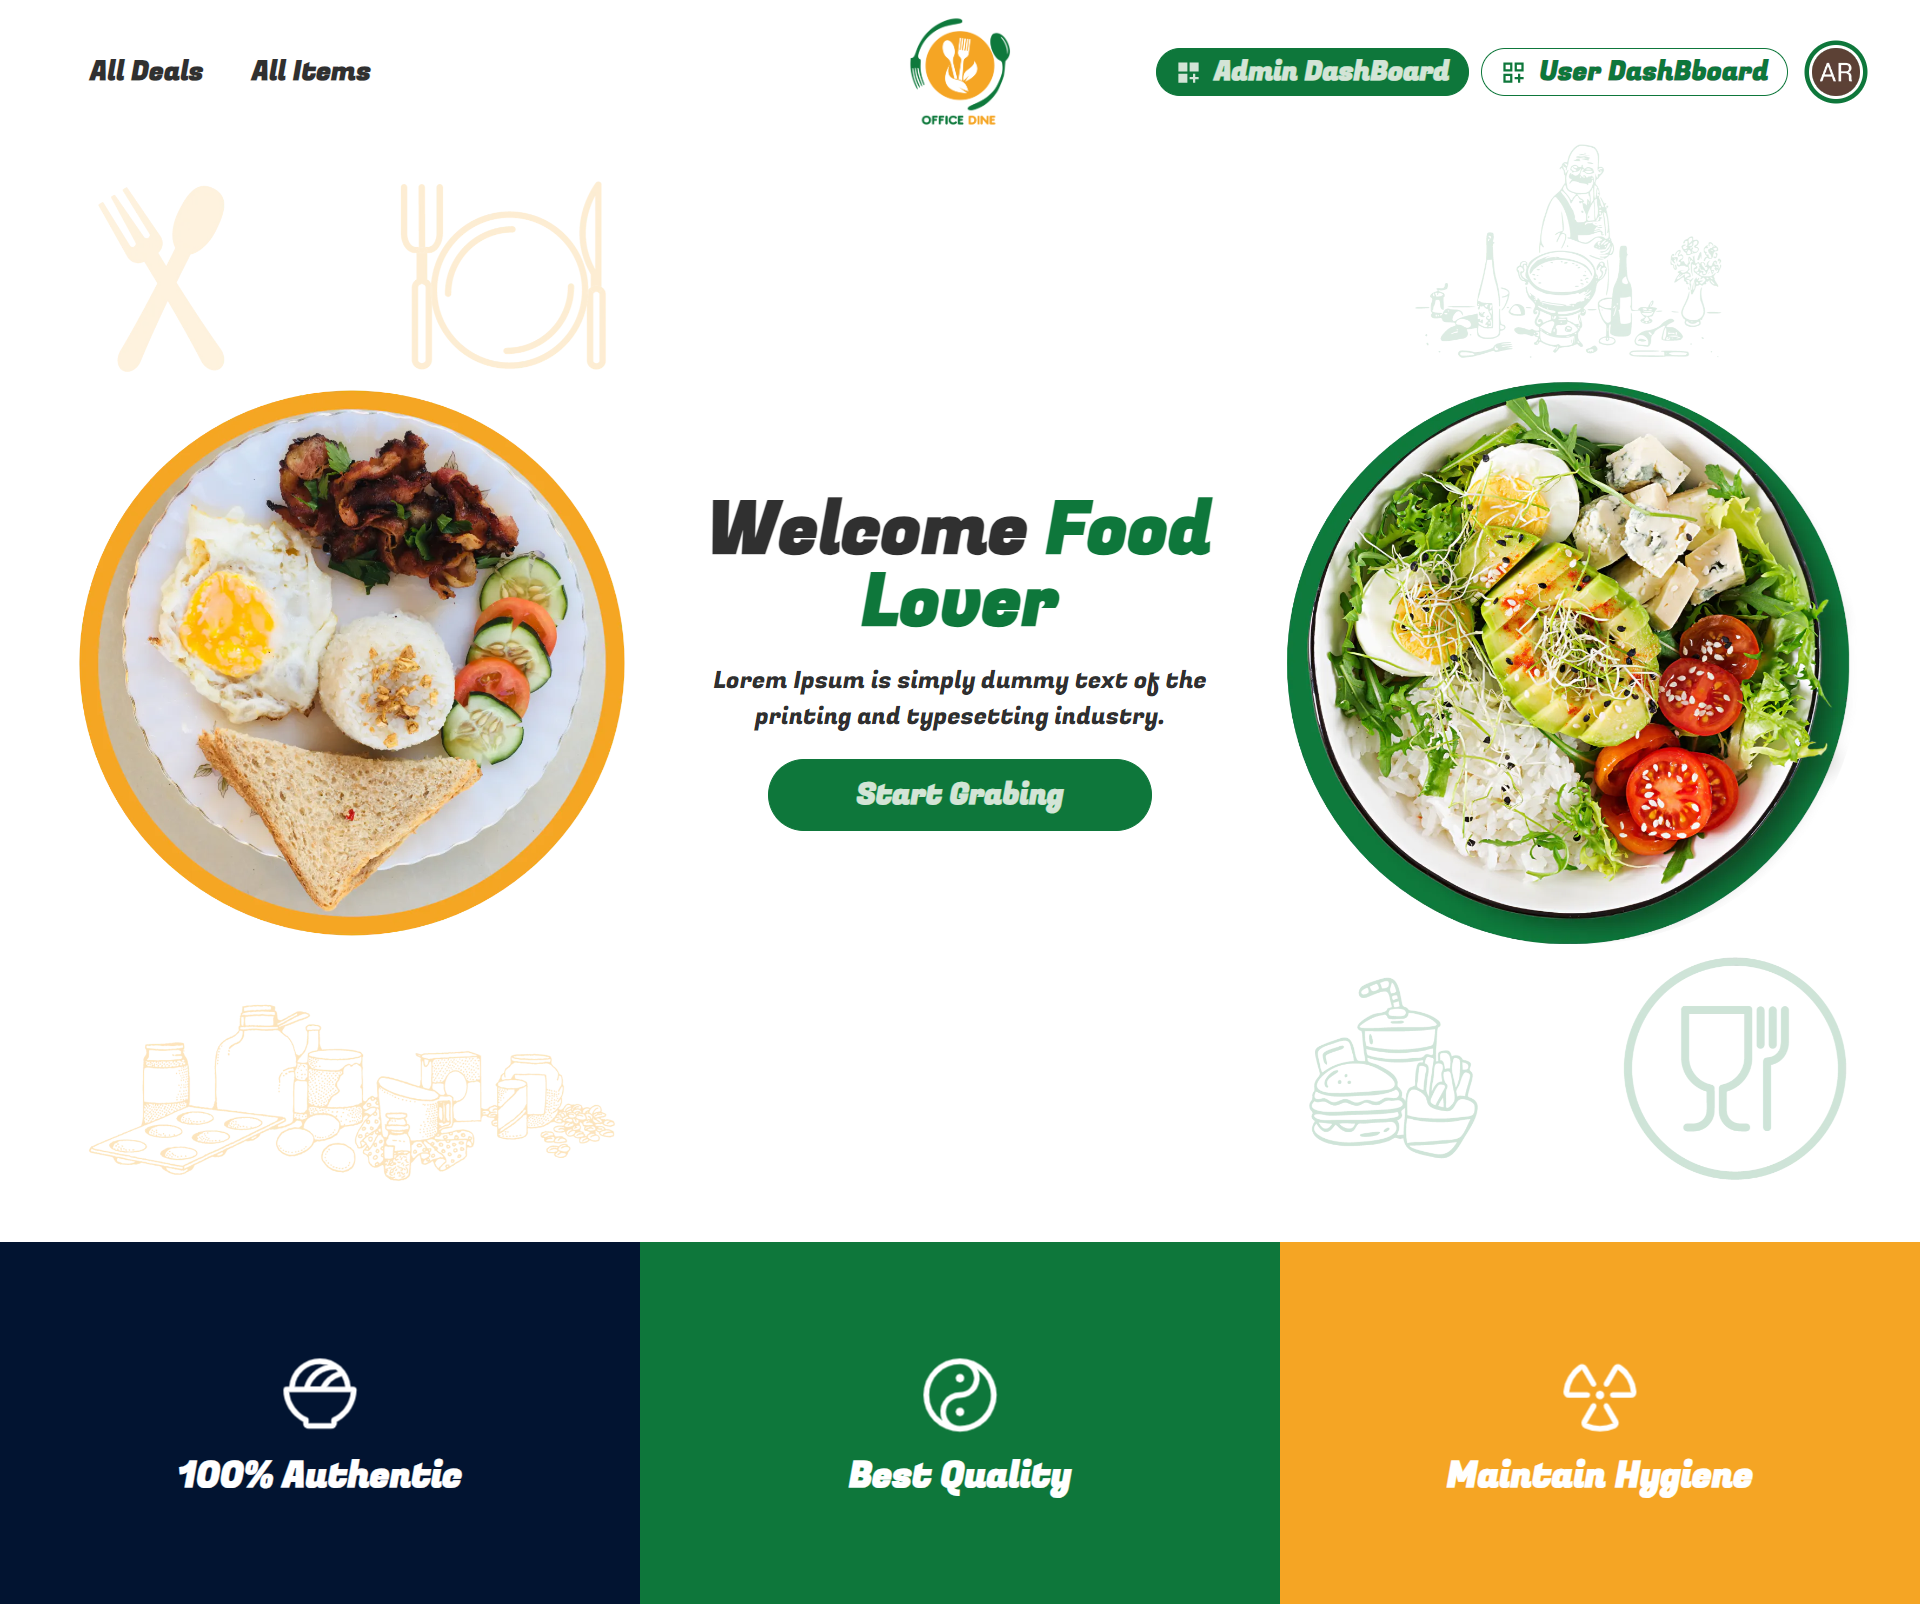 All Deals
All Items
OFFICE DINE
Admin DashBoard
User DashBboard
AR
Welcome Food
Lover
Lorem Ipsum is simply dummy text of the
printing and typesetting industry.
Start Grabing
100% Authentic
Best Quality
Maintain Hygiene